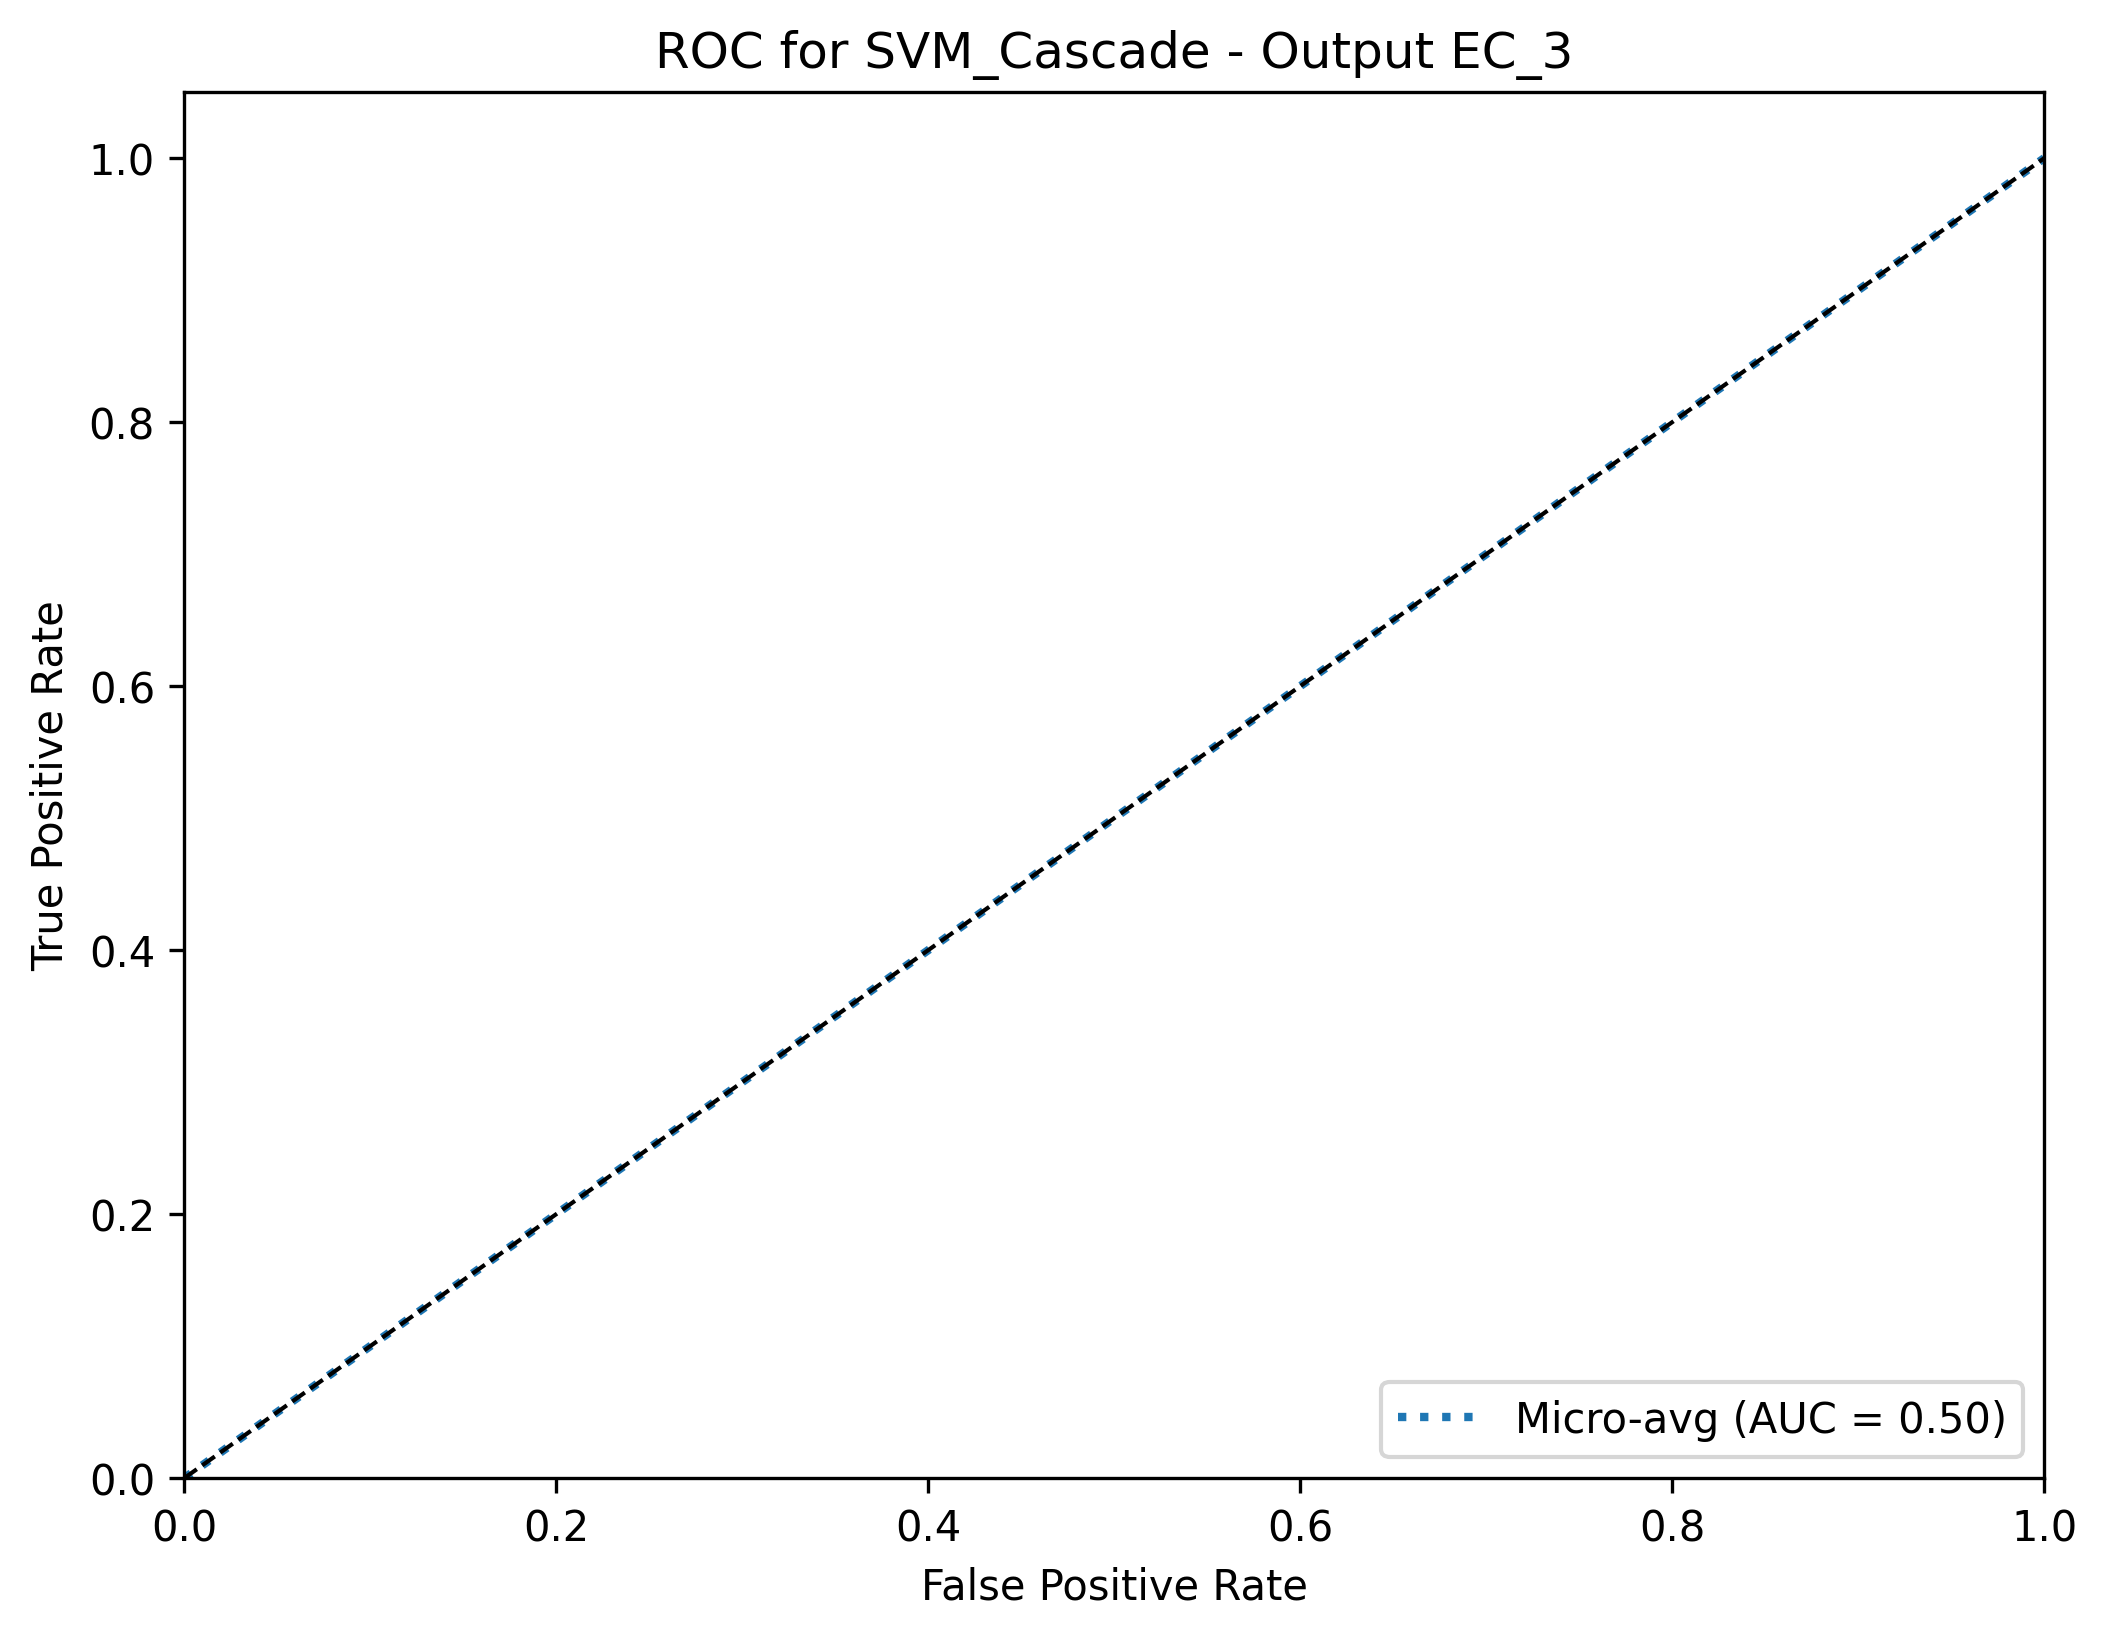 ROC for SVM_Cascade - Output EC_3
True Positive Rate
1.0
0.8
0.6
0.4
0.2
0.0
0.0 0.2 0.4 0.6 0.8 1.0
False Positive Rate
Micro-avg (AUC = 0.50)